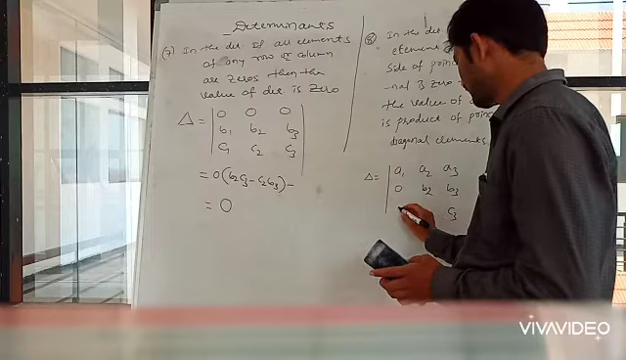 Determinants
(7) In the det if all elements
of any row or column
are zeros then the
value of det is zero
Δ = | 0 0 0 |
b₁ b₂ b₃
c₁ c₂ c₃
= 0(b₂c₃ - c₂b₃) -
= 0
(8) In the det
element
side of
-nal is zero
the value of
is product of
diagonal elements.
Δ = | a₁ a₂ a₃
0 b₂ b₃
c₃
VIVAVIDEO